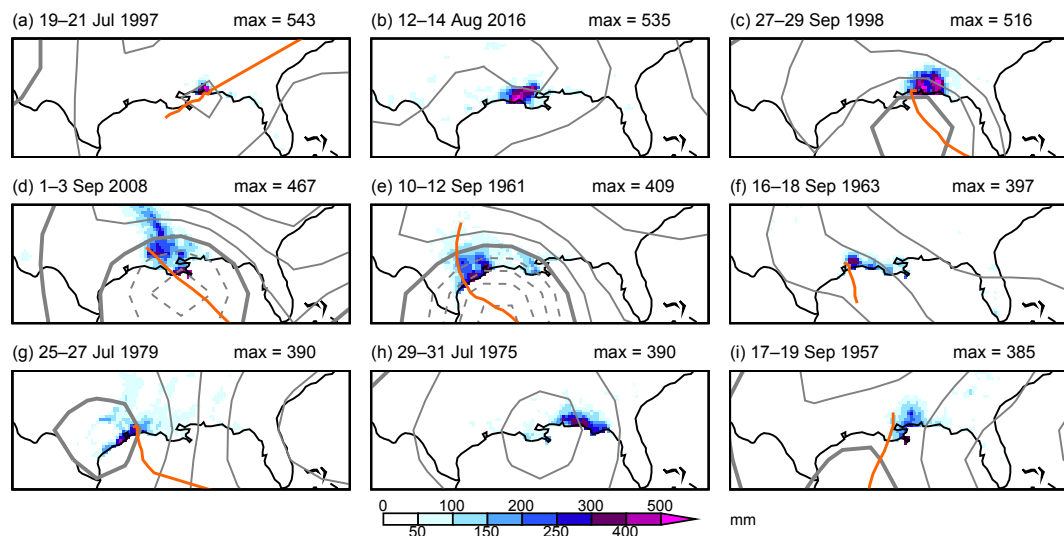 (a) 19–21 Jul 1997 max = 543
(b) 12–14 Aug 2016 max = 535
(c) 27–29 Sep 1998 max = 516
(d) 1–3 Sep 2008 max = 467
(e) 10–12 Sep 1961 max = 409
(f) 16–18 Sep 1963 max = 397
(g) 25–27 Jul 1979 max = 390
(h) 29–31 Jul 1975 max = 390
(i) 17–19 Sep 1957 max = 385
0 100 200 300 500
50 150 250 400
mm